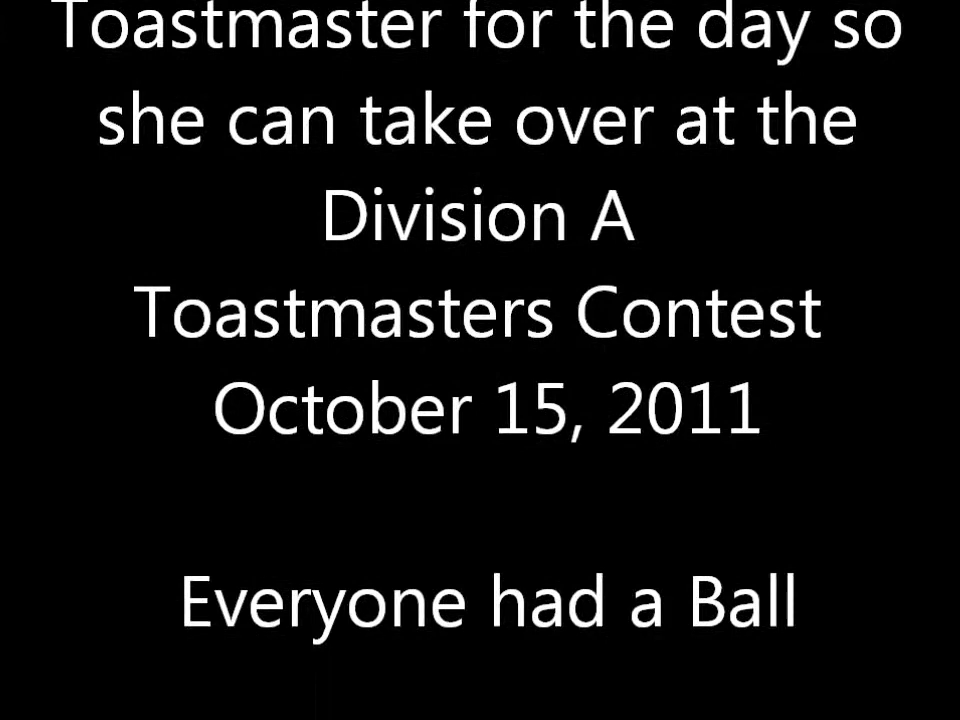 Toastmaster for the day so
she can take over at the
Division A
Toastmasters Contest
October 15, 2011
Everyone had a Ball